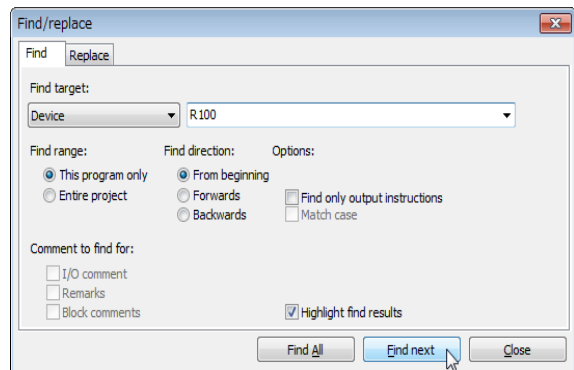 Find/replace
Find Replace
Find target:
Device R100
Find range: Find direction: Options:
This program only From beginning
Entire project Forwards Find only output instructions
Backwards Match case
Comment to find for:
I/O comment
Remarks
Block comments Highlight find results
Find All Find next Close